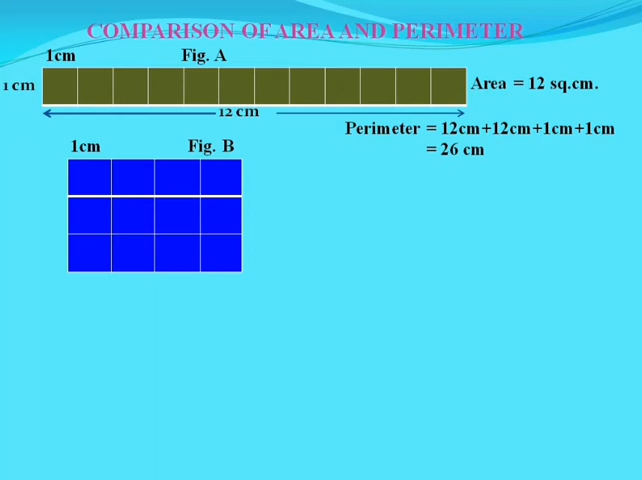 COMPARISON OF AREA AND PERIMETER
1cm Fig. A
1 cm
Area = 12 sq.cm.
12 cm
Perimeter = 12cm+12cm+1cm+1cm
= 26 cm
1cm Fig. B